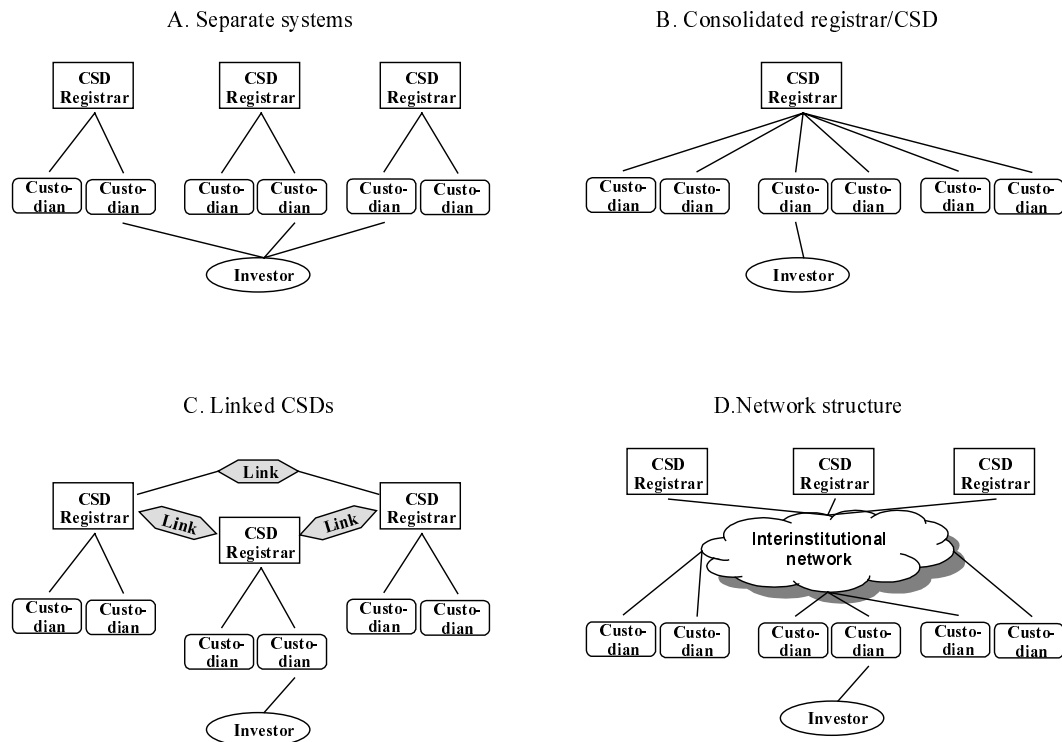 A. Separate systems
CSD
Registrar
CSD
Registrar
CSD
Registrar
Custo-
dian
Custo-
dian
Custo-
dian
Custo-
dian
Custo-
dian
Custo-
dian
Investor
B. Consolidated registrar/CSD
CSD
Registrar
Custo-
dian
Custo-
dian
Custo-
dian
Custo-
dian
Custo-
dian
Custo-
dian
Investor
C. Linked CSDs
Link
CSD
Registrar
Link
CSD
Registrar
Link
CSD
Registrar
Custo-
dian
Custo-
dian
Custo-
dian
Custo-
dian
Custo-
dian
Custo-
dian
Investor
D.Network structure
CSD
Registrar
CSD
Registrar
CSD
Registrar
Interinstitutional
network
Custo-
dian
Custo-
dian
Custo-
dian
Custo-
dian
Custo-
dian
Custo-
dian
Investor